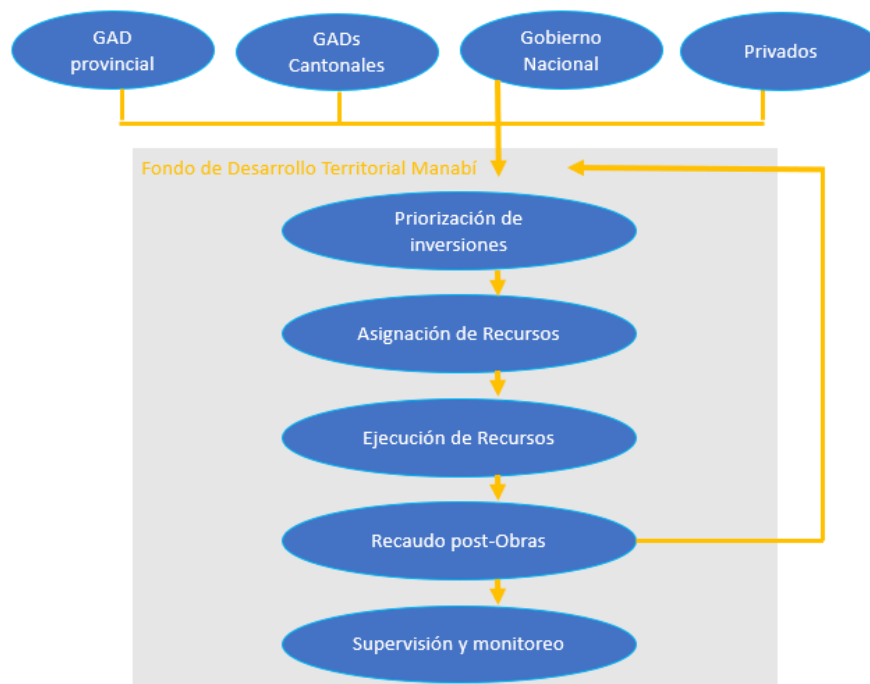 GAD
provincial
GADs
Cantonales
Gobierno
Nacional
Privados
Fondo de Desarrollo Territorial Manabí
Priorización de
inversiones
Asignación de Recursos
Ejecución de Recursos
Recaudo post-Obras
Supervisión y monitoreo